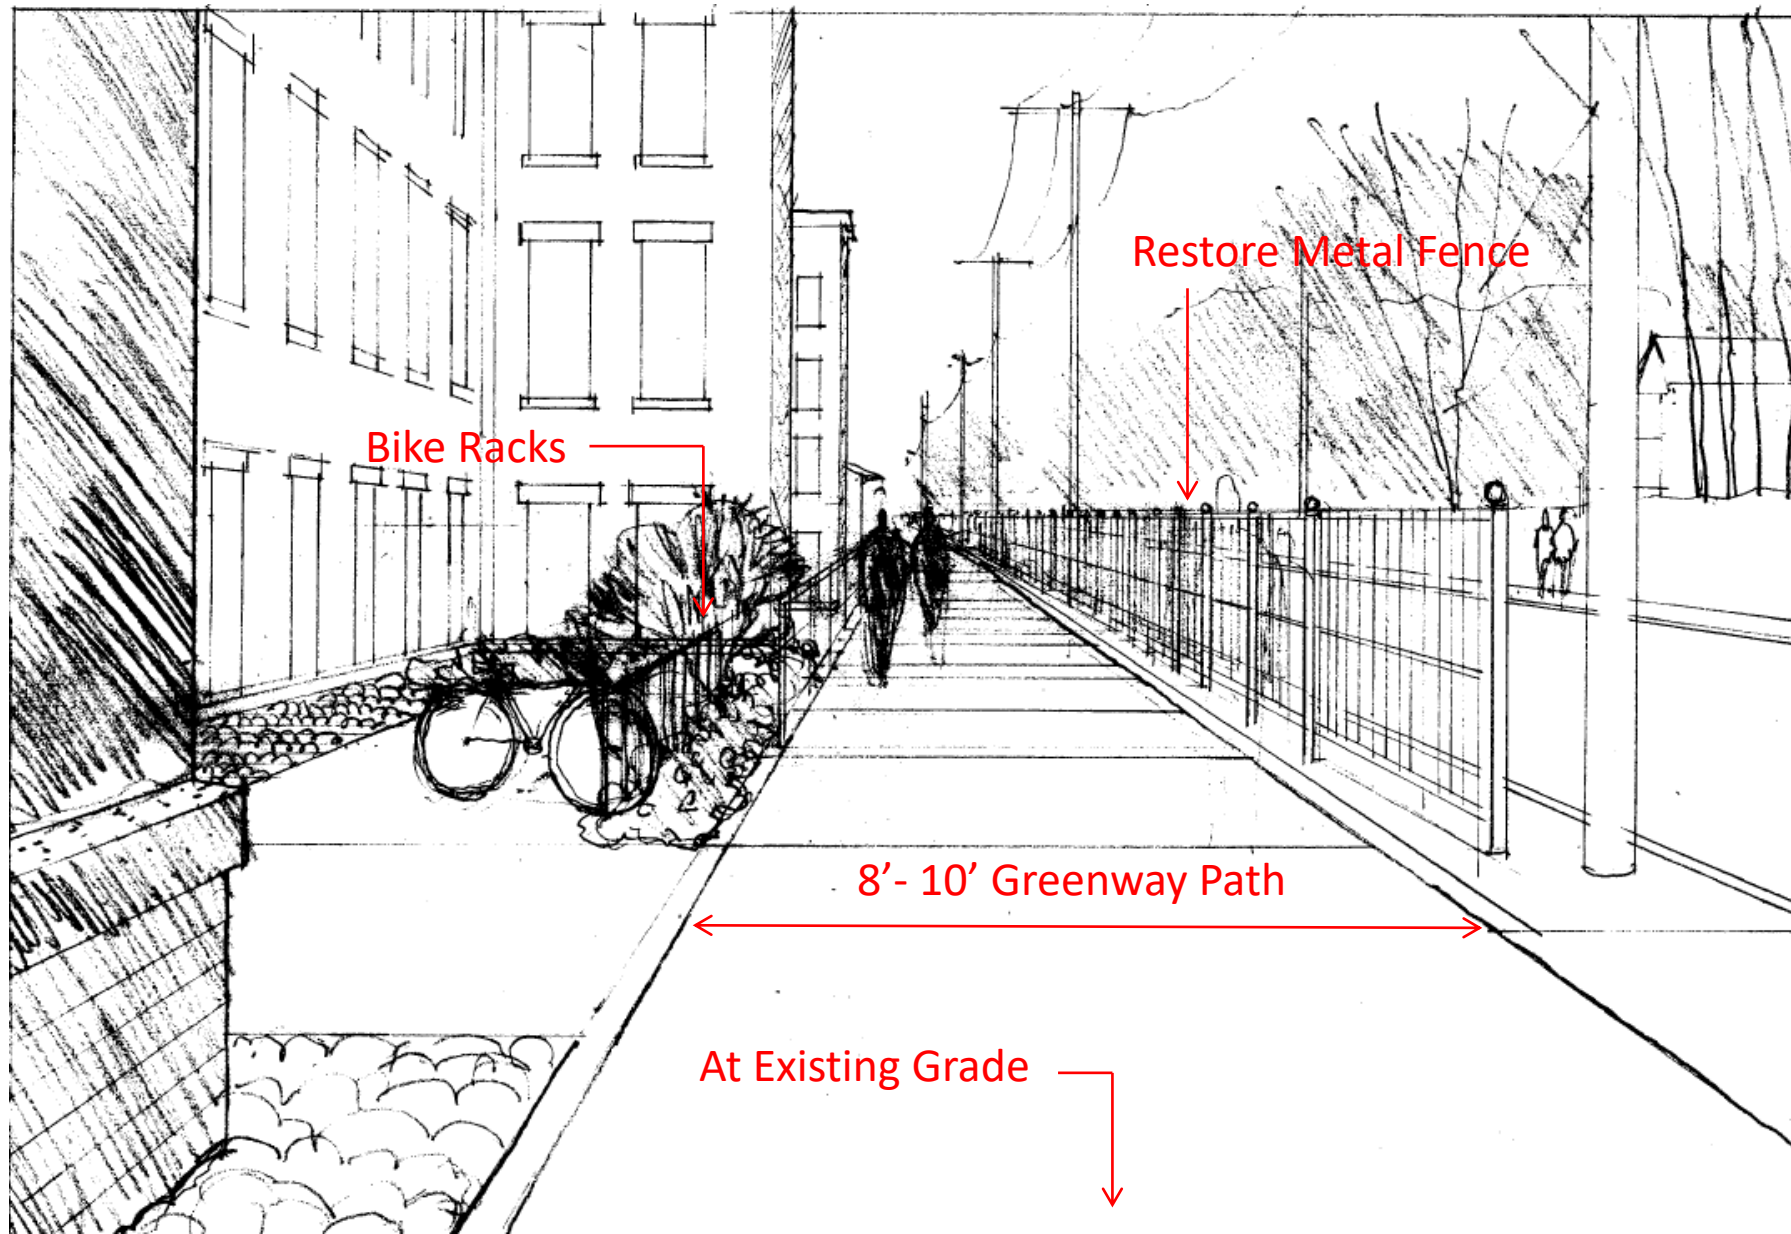 Restore Metal Fence
Bike Racks
8’- 10’ Greenway Path
At Existing Grade